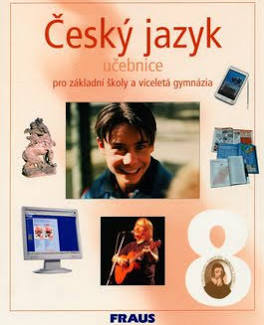 Český jazyk
učebnice
pro základní školy a víceletá gymnázia
8
FRAUS